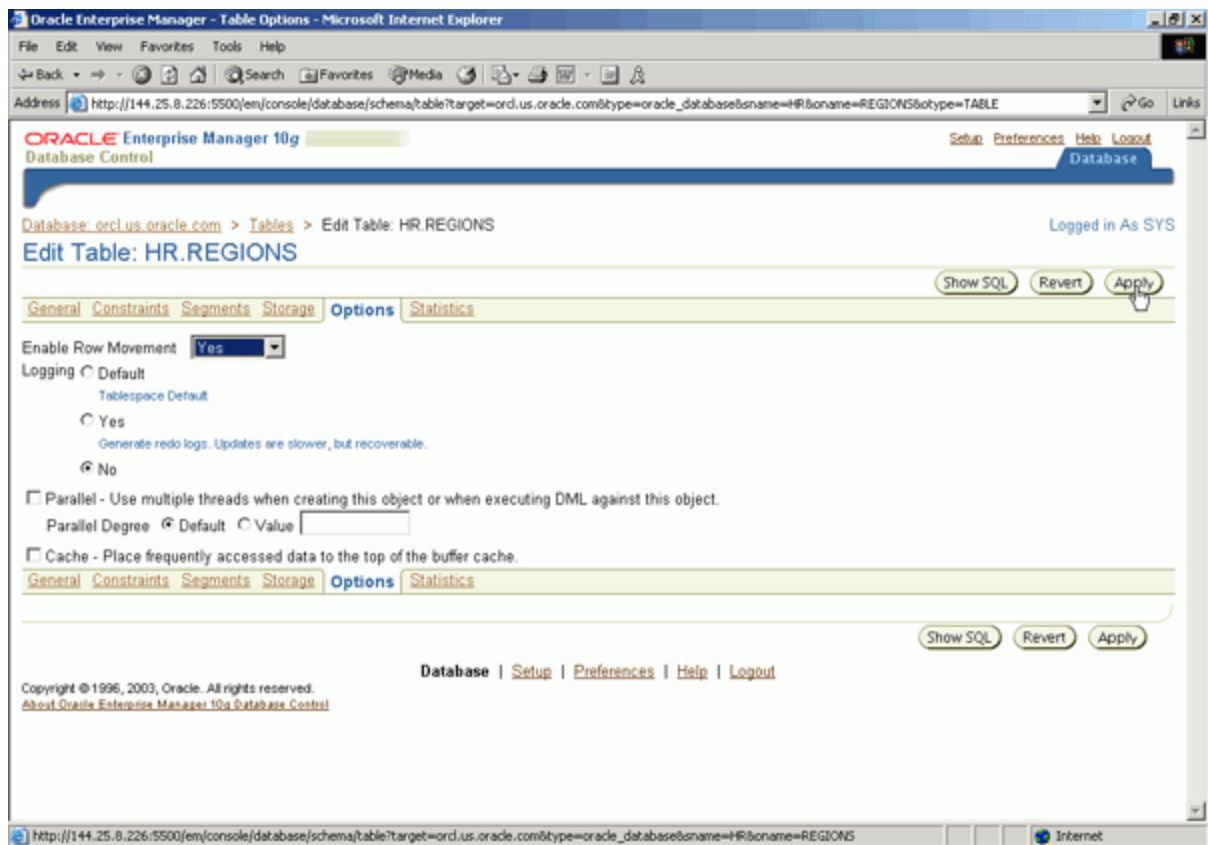 Oracle Enterprise Manager - Table Options - Microsoft Internet Explorer
File Edit View Favorites Tools Help
Back Search Favorites Media
Address http://144.25.8.226:5500/em/console/database/schema/table?target=orcl.us.oracle.com&type=oracle_database&sname=HR&oname=REGIONS&otype=TABLE Go Links
ORACLE Enterprise Manager 10g
Setup Preferences Help Logout
Database Control
Database
Database: orcl.us.oracle.com > Tables > Edit Table: HR.REGIONS
Logged in As SYS
Edit Table: HR.REGIONS
Show SQL Revert Apply
General Constraints Segments Storage Options Statistics
Enable Row Movement Yes
Logging Default
Tablespace Default
Yes
Generate redo logs. Updates are slower, but recoverable.
No
Parallel - Use multiple threads when creating this object or when executing DML against this object.
Parallel Degree Default Value
Cache - Place frequently accessed data to the top of the buffer cache.
General Constraints Segments Storage Options Statistics
Show SQL Revert Apply
Database | Setup | Preferences | Help | Logout
Copyright © 1996, 2003, Oracle. All rights reserved.
About Oracle Enterprise Manager 10g Database Control
http://144.25.8.226:5500/em/console/database/schema/table?target=orcl.us.oracle.com&type=oracle_database&sname=HR&oname=REGIONS Internet